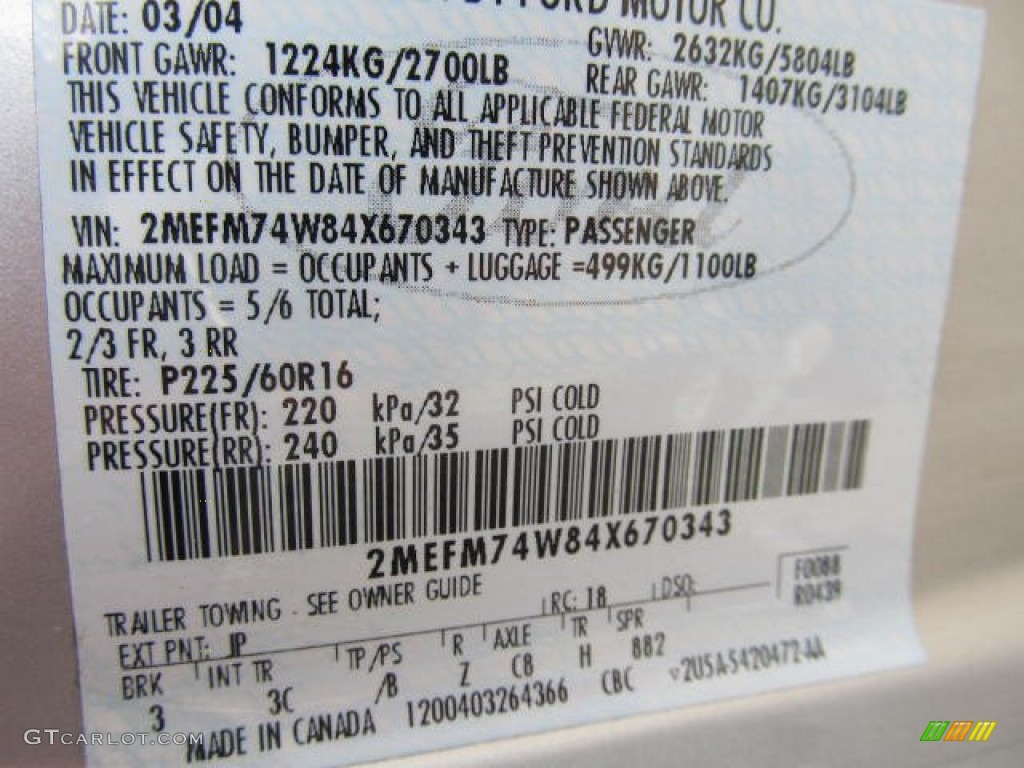 FORD MOTOR CO.
DATE: 03/04 GVWR: 2632KG/5804LB
FRONT GAWR: 1224KG/2700LB REAR GAWR: 1407KG/3104LB
THIS VEHICLE CONFORMS TO ALL APPLICABLE FEDERAL MOTOR
VEHICLE SAFETY, BUMPER, AND THEFT PREVENTION STANDARDS
IN EFFECT ON THE DATE OF MANUFACTURE SHOWN ABOVE.
VIN: 2MEFM74W84X670343 TYPE: PASSENGER
MAXIMUM LOAD = OCCUPANTS + LUGGAGE =499KG/1100LB
OCCUPANTS = 5/6 TOTAL;
2/3 FR, 3 RR
TIRE: P225/60R16
PRESSURE(FR): 220 kPa/32 PSI COLD
PRESSURE(RR): 240 kPa/35 PSI COLD
2MEFM74W84X670343
TRAILER TOWING - SEE OWNER GUIDE
F0088
R0439
EXT PNT: JP RC: 18 DSO:
BRK INT TR TP/PS R AXLE TR SPR
3 3C /B Z C8 H 882
MADE IN CANADA 1200403264366 CBC v2U5A-5420472-AA
GTCARLOT.COM